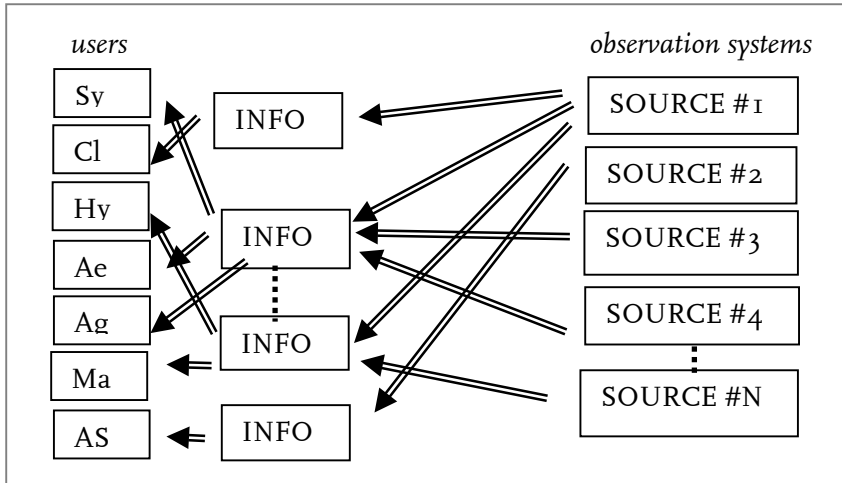 users
observation systems
Sy
Cl
Hy
Ae
Ag
Ma
AS
INFO
INFO
INFO
INFO
SOURCE #1
SOURCE #2
SOURCE #3
SOURCE #4
SOURCE #N